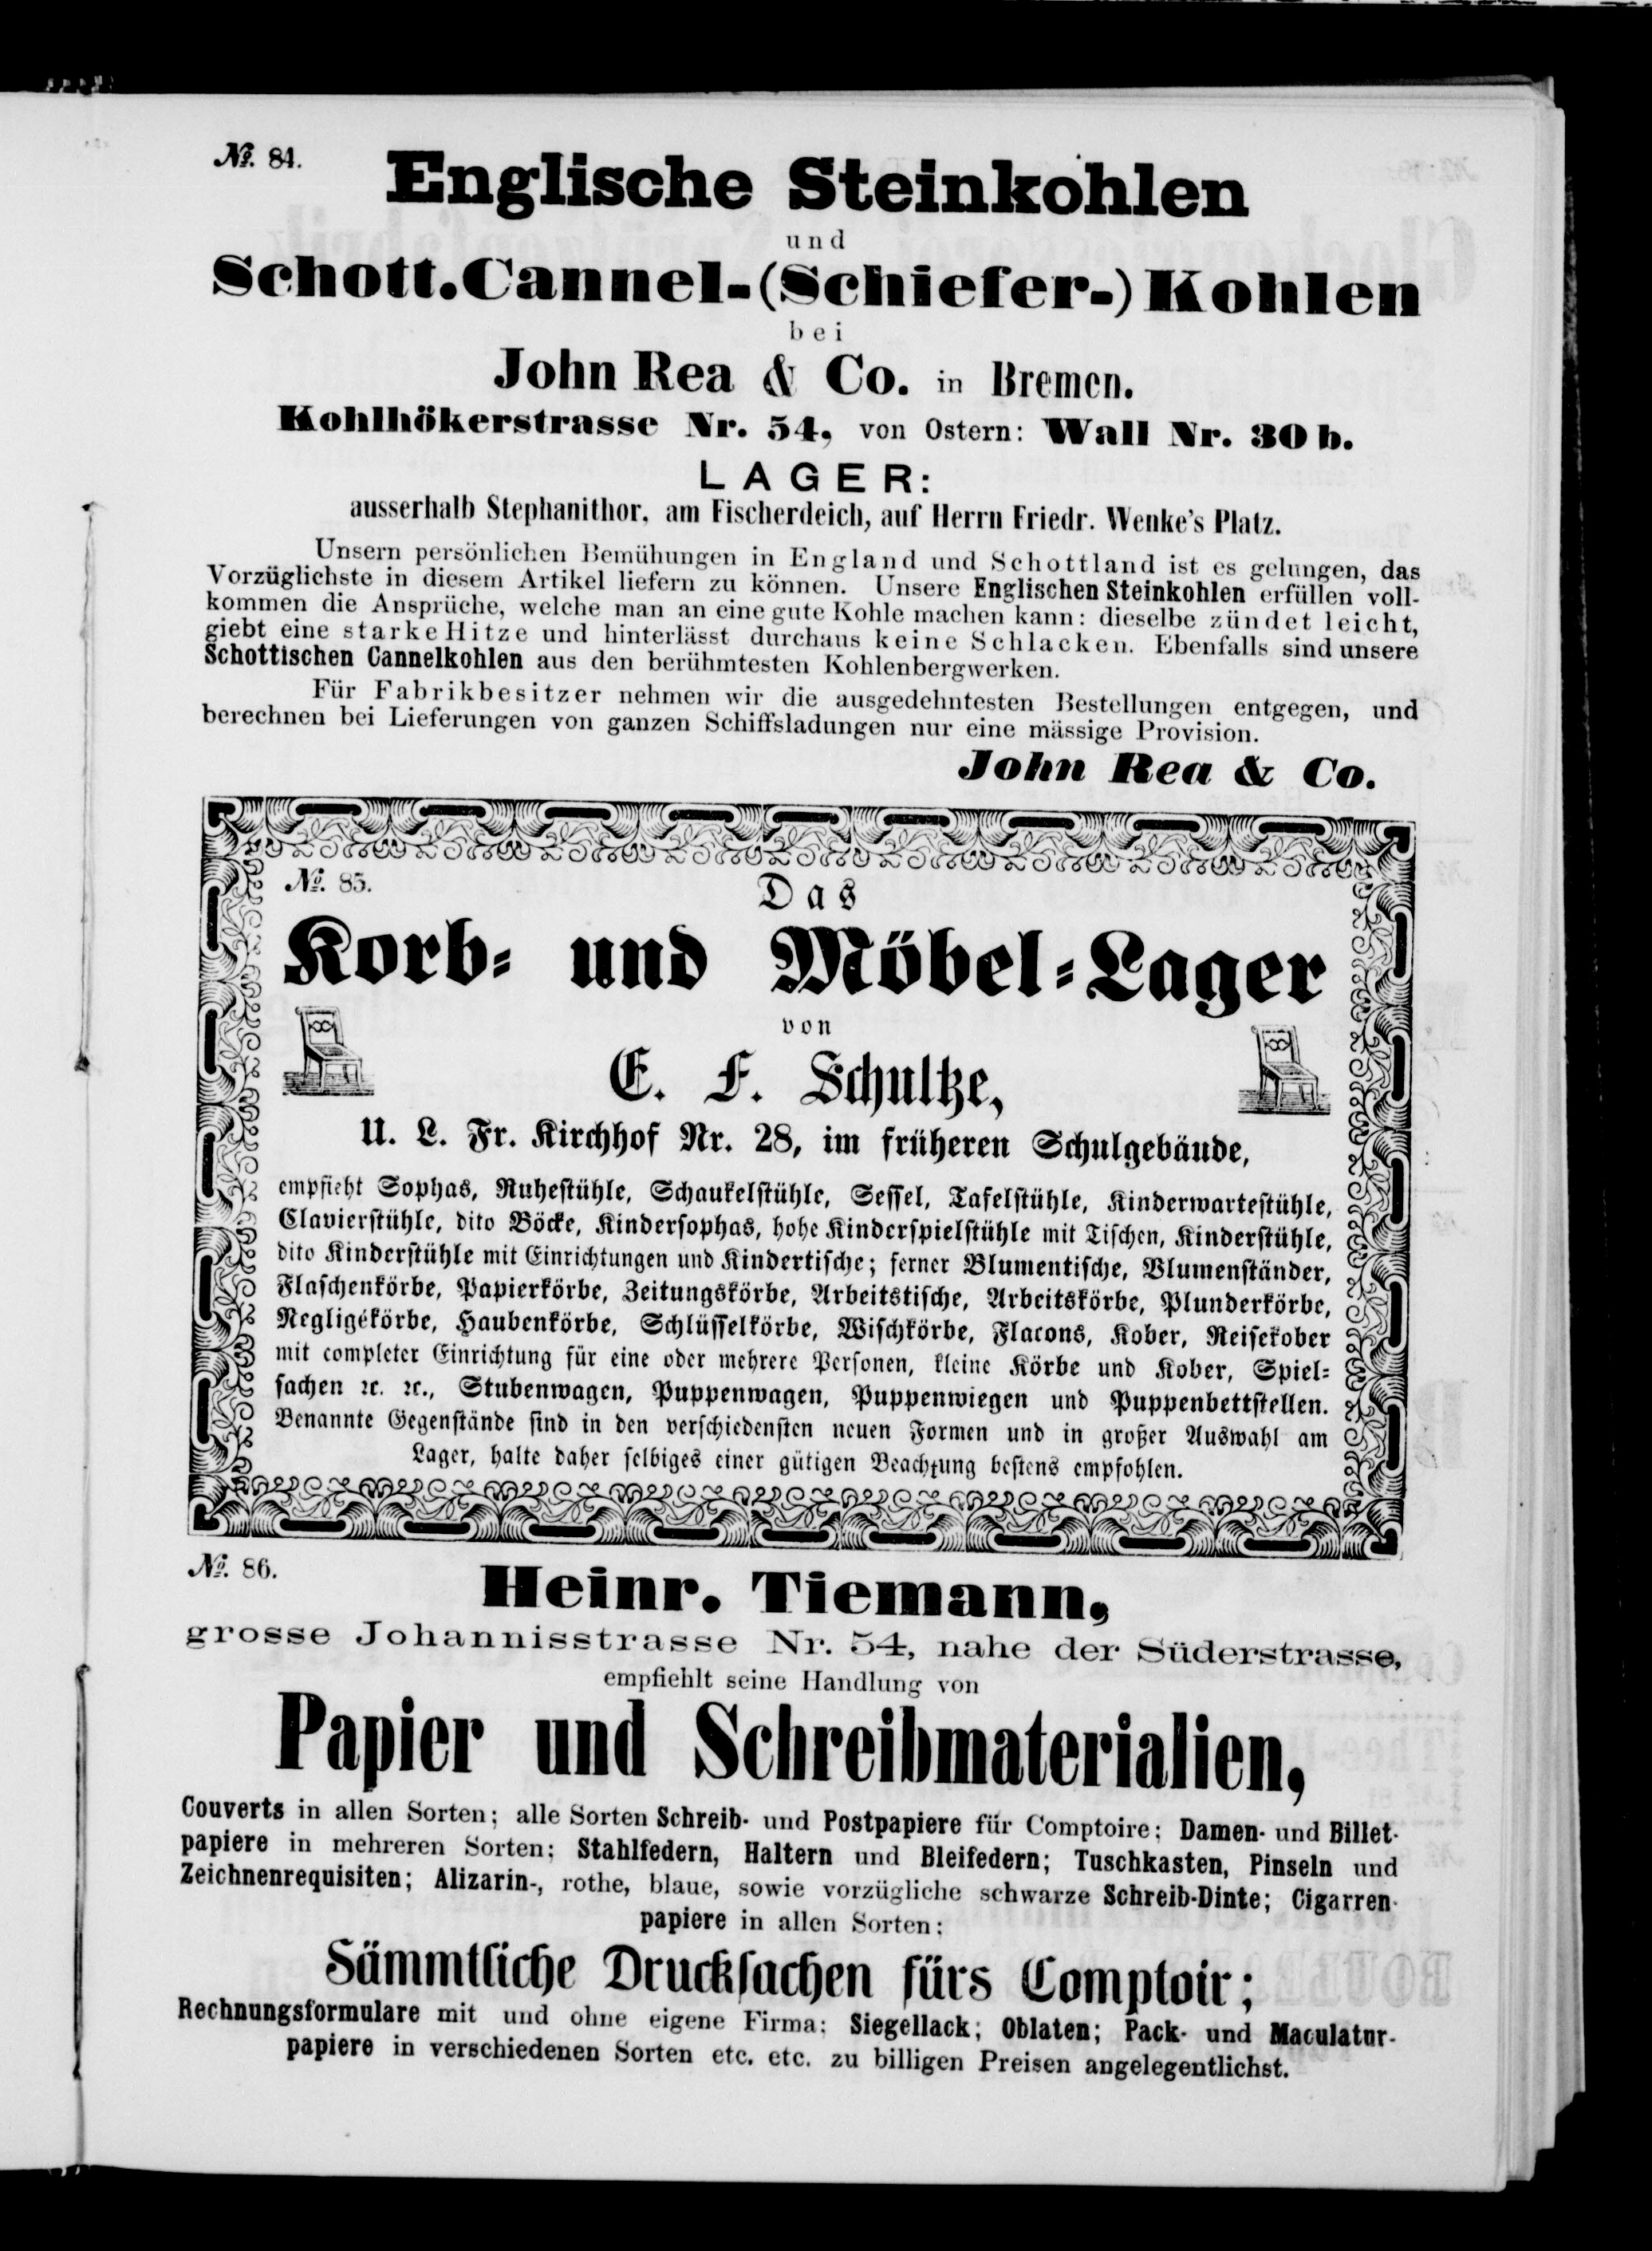 No. 84.
Englische Steinkohlen
und
Schott. Cannel-(Schiefer-) Kohlen
bei
John Rea & Co. in Bremen.
Kohlhökerstrasse Nr. 54, von Ostern: Wall Nr. 30 b.
LAGER:
ausserhalb Stephanithor, am Fischerdeich, auf Herrn Friedr. Wenke's Platz.
Unsern persönlichen Bemühungen in England und Schottland ist es gelungen, das
Vorzüglichste in diesem Artikel liefern zu können. Unsere Englischen Steinkohlen erfüllen voll-
kommen die Ansprüche, welche man an eine gute Kohle machen kann: dieselbe zündet leicht,
giebt eine starke Hitze und hinterlässt durchaus keine Schlacken. Ebenfalls sind unsere
Schottischen Cannelkohlen aus den berühmtesten Kohlenbergwerken.
Für Fabrikbesitzer nehmen wir die ausgedehntesten Bestellungen entgegen, und
berechnen bei Lieferungen von ganzen Schiffsladungen nur eine mässige Provision.
John Rea & Co.
No. 85.
Das
Korb- und Möbel-Lager
von
E. F. Schultze,
U. L. Fr. Kirchhof Nr. 28, im früheren Schulgebäude,
empfieht Sophas, Ruhestühle, Schaukelstühle, Sessel, Tafelstühle, Kinderwartestühle,
Clavierstühle, dito Böcke, Kindersophas, hohe Kinderspielstühle mit Tischen, Kinderstühle,
dito Kinderstühle mit Einrichtungen und Kindertische; ferner Blumentische, Blumenständer,
Flaschenkörbe, Papierkörbe, Zeitungskörbe, Arbeitstische, Arbeitskörbe, Plunderkörbe,
Negligékörbe, Haubenkörbe, Schlüsselkörbe, Wischkörbe, Flacons, Kober, Reisekober
mit completer Einrichtung für eine oder mehrere Personen, kleine Körbe und Kober, Spiel-
sachen ꝛc. ꝛc., Stubenwagen, Puppenwagen, Puppenwiegen und Puppenbettstellen.
Benannte Gegenstände sind in den verschiedensten neuen Formen und in großer Auswahl am
Lager, halte daher selbiges einer gütigen Beachtung bestens empfohlen.
No. 86.
Heinr. Tiemann,
grosse Johannisstrasse Nr. 54, nahe der Süderstrasse,
empfiehlt seine Handlung von
Papier und Schreibmaterialien,
Couverts in allen Sorten; alle Sorten Schreib- und Postpapiere für Comptoire; Damen- und Billet-
papiere in mehreren Sorten; Stahlfedern, Haltern und Bleifedern; Tuschkasten, Pinseln und
Zeichnenrequisiten; Alizarin-, rothe, blaue, sowie vorzügliche schwarze Schreib-Dinte; Cigarren-
papiere in allen Sorten;
Sämmtliche Drucksachen fürs Comptoir;
Rechnungsformulare mit und ohne eigene Firma; Siegellack; Oblaten; Pack- und Maculatur-
papiere in verschiedenen Sorten etc. etc. zu billigen Preisen angelegentlichst.